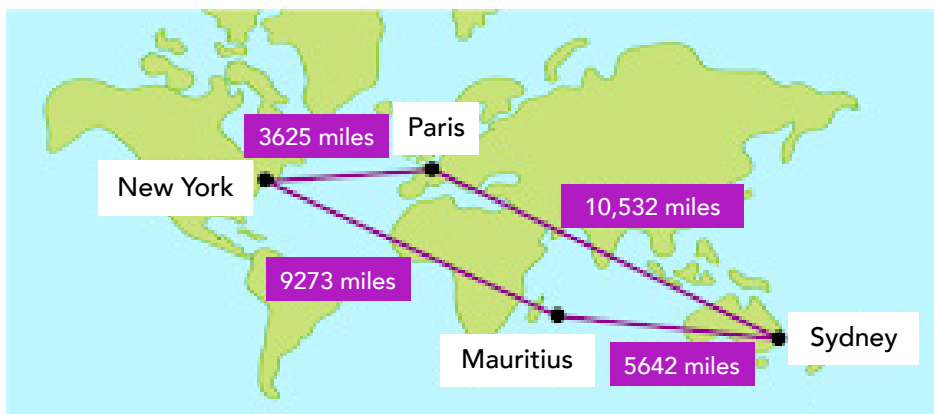 Paris
3625 miles
New York
10,532 miles
9273 miles
Sydney
Mauritius
5642 miles